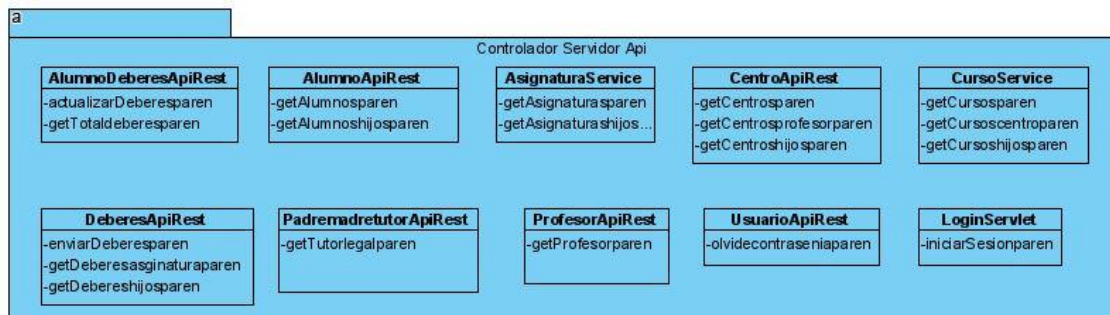 a
Controlador Servidor Api
AlumnoDeberesApiRest
-actualizarDeberesparen
-getTotaldeberesparen
AlumnoApiRest
-getAlumnosparen
-getAlumnoshijosparen
AsignaturaService
-getAsignaturasparen
-getAsignaturashijos...
CentroApiRest
-getCentrosparen
-getCentrosprofesorparen
-getCentroshijosparen
CursoService
-getCursosparen
-getCursoscentroparen
-getCursoshijosparen
DeberesApiRest
-enviarDeberesparen
-getDeberesasginaturaparen
-getDebereshijosparen
PadremadretutorApiRest
-getTutorlegalparen
ProfesorApiRest
-getProfesorparen
UsuarioApiRest
-olvidecontraseniaparen
LoginServlet
-iniciarSesionparen